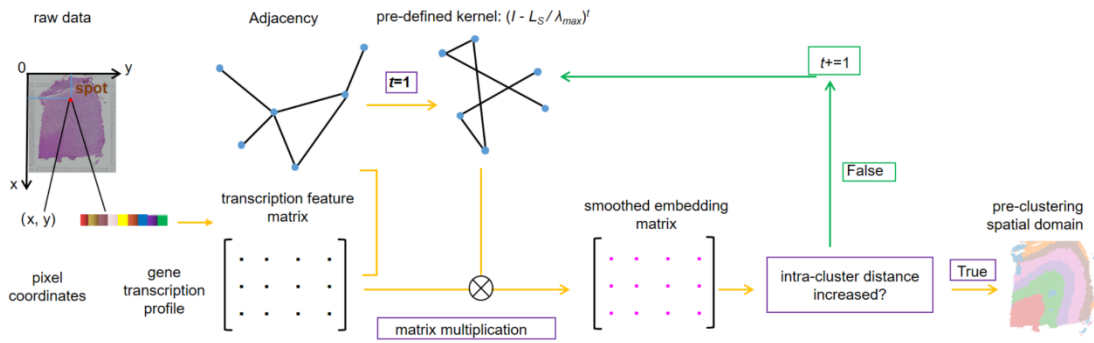 raw data
Adjacency
pre-defined kernel: (I - L_S / λ_max)^t
0
y
spot
t=1
t+=1
x
False
(x, y)
transcription feature
matrix
smoothed embedding
matrix
pre-clustering
spatial domain
pixel
coordinates
gene
transcription
profile
intra-cluster distance
increased?
True
matrix multiplication